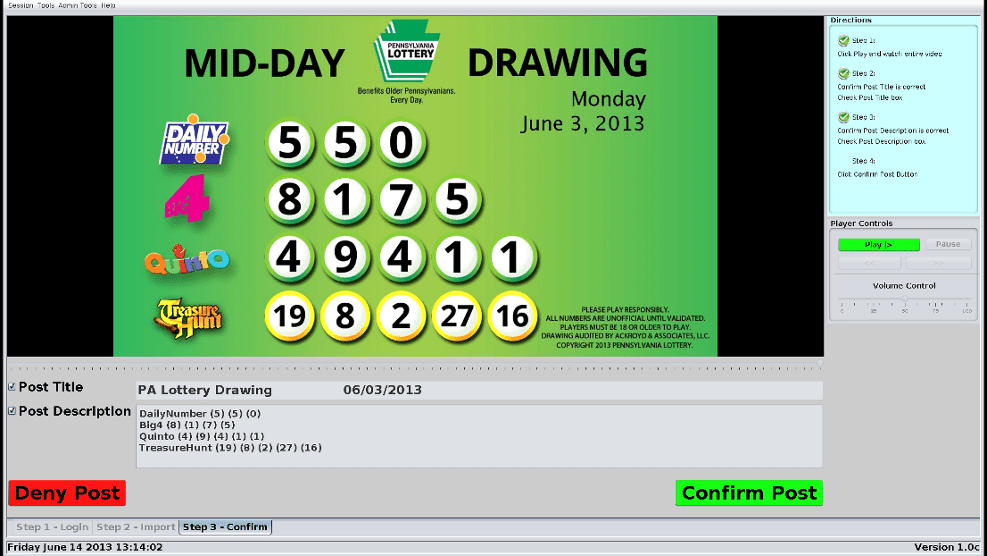 Session Tools Admin Tools Help
MID-DAY
PENNSYLVANIA
LOTTERY
DRAWING
Benefits Older Pennsylvanians.
Every Day.
Monday
June 3, 2013
DAILY
NUMBER
5 5 0
BIG 4
8 1 7 5
QUINTO
4 9 4 1 1
Treasure
Hunt
19 8 2 27 16
PLEASE PLAY RESPONSIBLY.
ALL NUMBERS ARE UNOFFICIAL UNTIL VALIDATED.
PLAYERS MUST BE 18 OR OLDER TO PLAY.
DRAWING AUDITED BY ACKROYD & ASSOCIATES, LLC.
COPYRIGHT 2013 PENNSYLVANIA LOTTERY.
Directions
Step 1:
Click Play and watch entire video
Step 2:
Confirm Post Title is correct
Check Post Title box
Step 3:
Confirm Post Description is correct
Check Post Description box
Step 4:
Click Confirm Post Button
Player Controls
Play |> Pause
<< >>
Volume Control
0 25 50 75 100
Post Title
PA Lottery Drawing 06/03/2013
Post Description
DailyNumber (5) (5) (0)
Big4 (8) (1) (7) (5)
Quinto (4) (9) (4) (1) (1)
TreasureHunt (19) (8) (2) (27) (16)
Deny Post
Confirm Post
Step 1 - Login Step 2 - Import Step 3 - Confirm
Friday June 14 2013 13:14:02
Version 1.0c